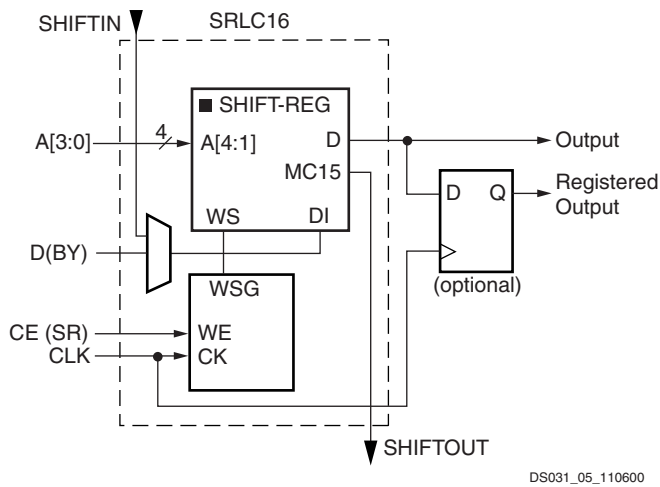 SHIFTIN
SRLC16
SHIFT-REG
A[3:0]
4
A[4:1]
D
MC15
WS
DI
Output
D
Q
Registered
Output
(optional)
D(BY)
WSG
CE (SR)
WE
CLK
CK
SHIFTOUT
DS031_05_110600